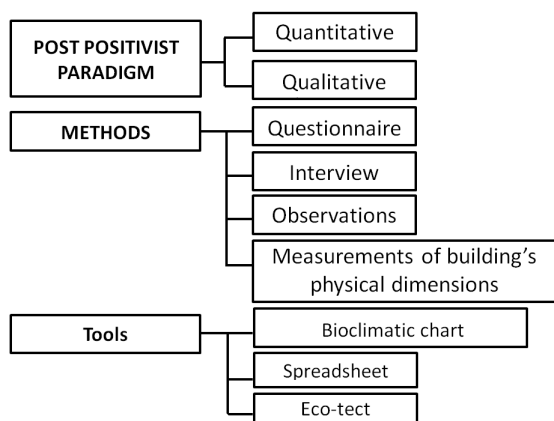 POST POSITIVIST
PARADIGM
Quantitative
Qualitative
METHODS
Questionnaire
Interview
Observations
Measurements of building's
physical dimensions
Tools
Bioclimatic chart
Spreadsheet
Eco-tect